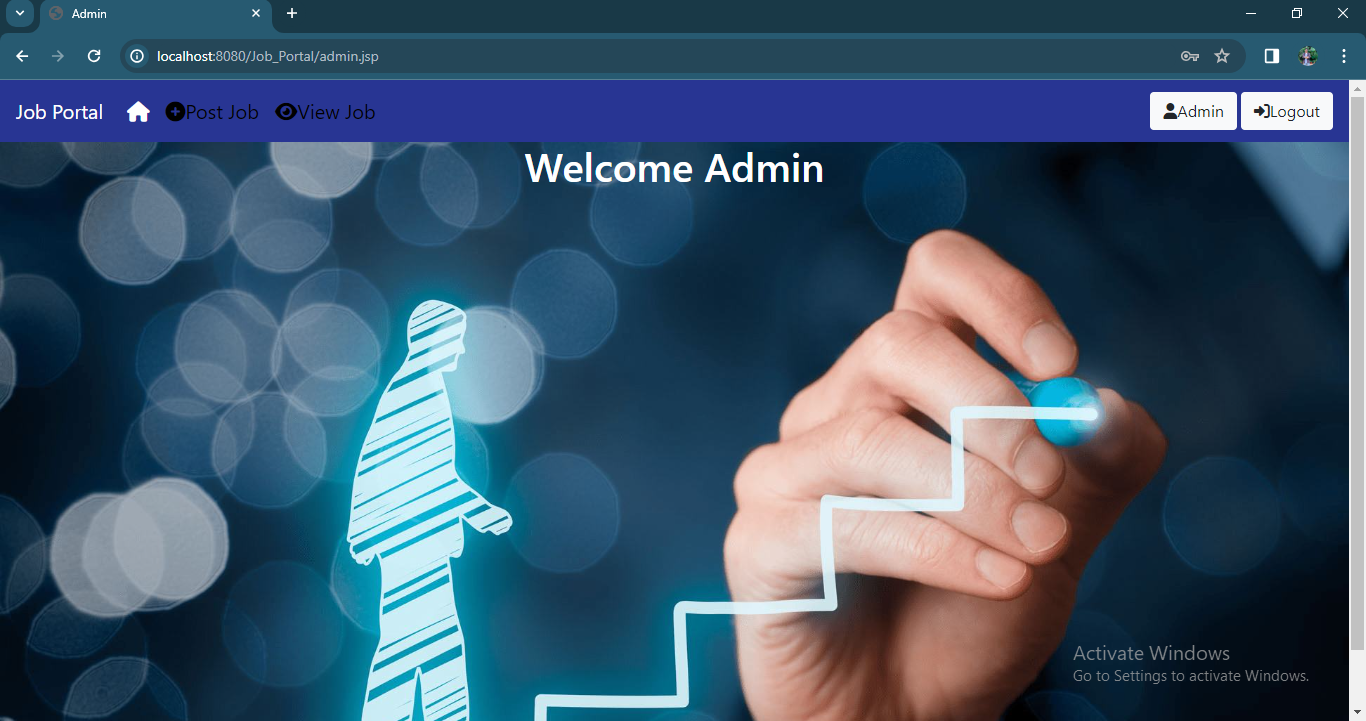 Admin
localhost:8080/Job_Portal/admin.jsp
Job Portal Post Job View Job Admin Logout
Welcome Admin
Activate Windows
Go to Settings to activate Windows.